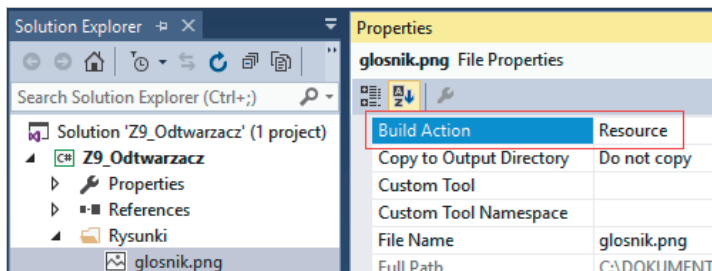 Solution Explorer
Search Solution Explorer (Ctrl+;)
Solution 'Z9_Odtwarzacz' (1 project)
C# Z9_Odtwarzacz
Properties
References
Rysunki
glosnik.png
Properties
glosnik.png File Properties
Build Action Resource
Copy to Output Directory Do not copy
Custom Tool
Custom Tool Namespace
File Name glosnik.png
Full Path C:\DOKUMENT